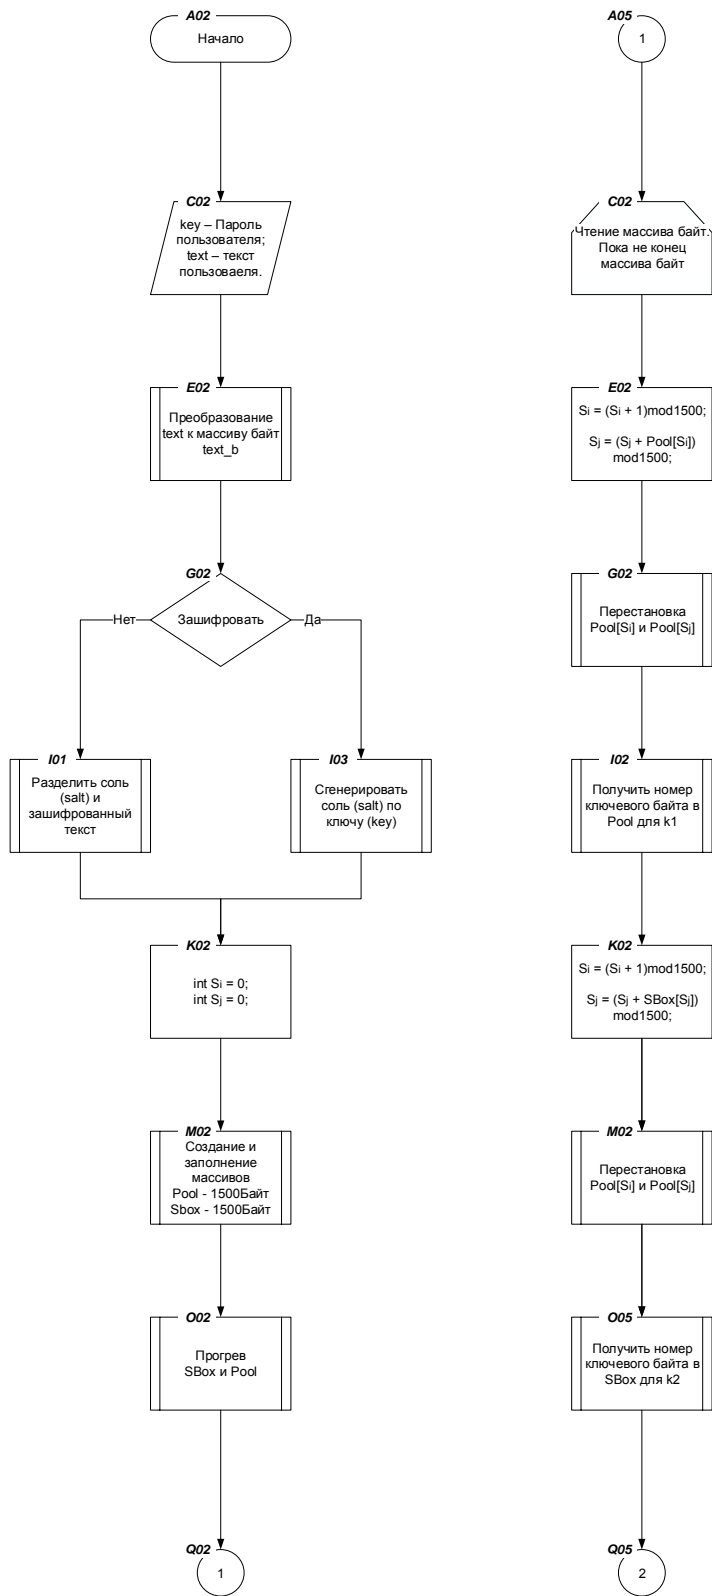 A02
Начало
C02
key – Пароль
пользователя;
text – текст
пользоваеля.
E02
Преобразование
text к массиву байт
text_b
G02
Зашифровать
Нет
Да
I01
Разделить соль
(salt) и
зашифрованный
текст
I03
Сгенерировать
соль (salt) по
ключу (key)
K02
int Si = 0;
int Sj = 0;
M02
Создание и
заполнение
массивов
Pool - 1500Байт
Sbox - 1500Байт
O02
Прогрев
SBox и Pool
Q02
1
A05
1
C02
Чтение массива байт.
Пока не конец
массива байт
E02
Si = (Si + 1)mod1500;
Sj = (Sj + Pool[Si])
mod1500;
G02
Перестановка
Pool[Si] и Pool[Sj]
I02
Получить номер
ключевого байта в
Pool для k1
K02
Si = (Si + 1)mod1500;
Sj = (Sj + SBox[Sj])
mod1500;
M02
Перестановка
Pool[Si] и Pool[Sj]
O05
Получить номер
ключевого байта в
SBox для k2
Q05
2